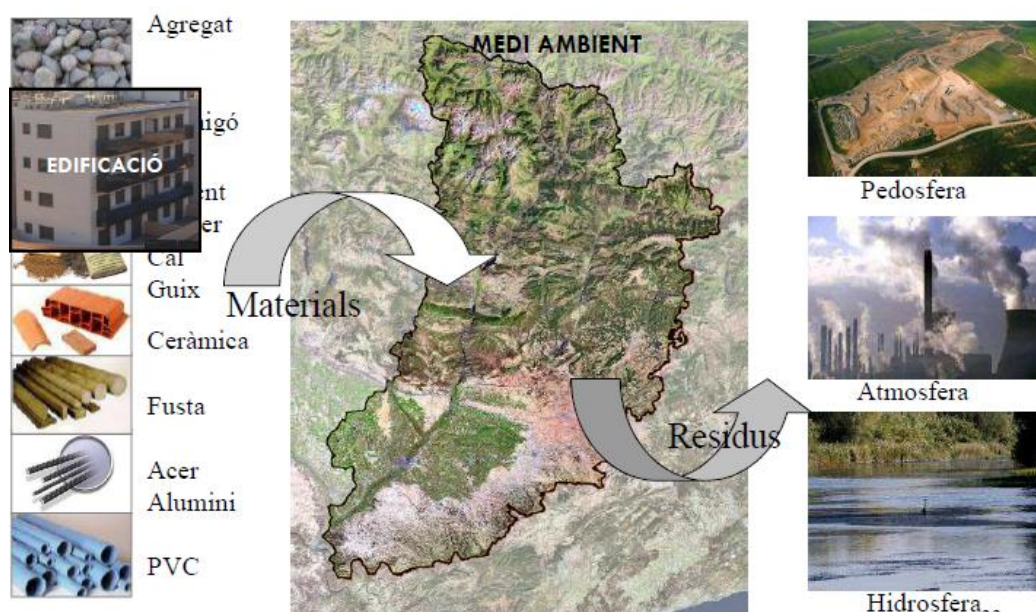 Agregat
EDIFICACIÓ
Cal
Guix
Ceràmica
Fusta
Acer
Alumini
PVC
Materials
MEDI AMBIENT
Residus
Pedosfera
Atmosfera
Hidrosfera